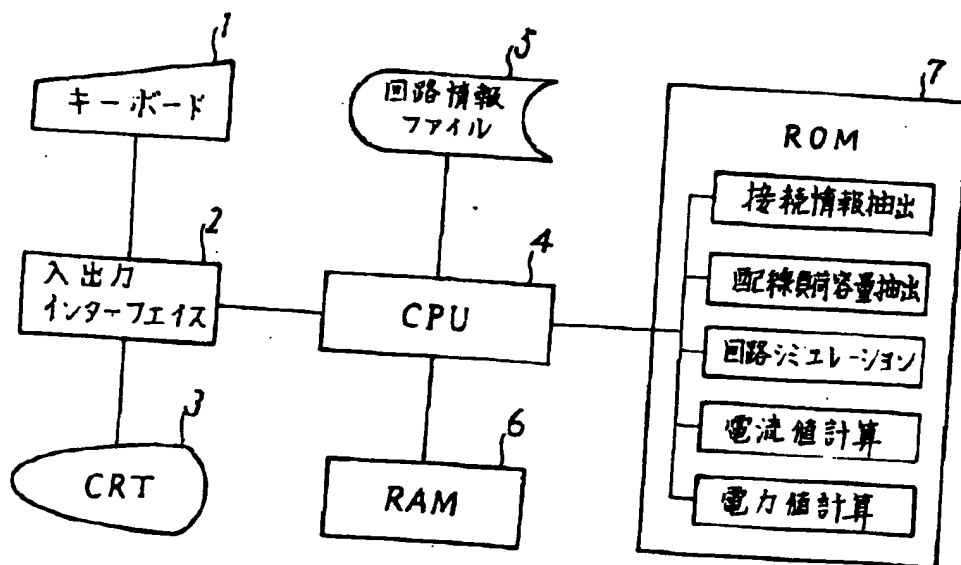 1
キーボード
5
回路情報
ファイル
7
ROM
接続情報抽出
配線負荷容量抽出
回路シミュレーション
電流値計算
電力値計算
2
入出力
インターフェイス
4
CPU
3
CRT
6
RAM